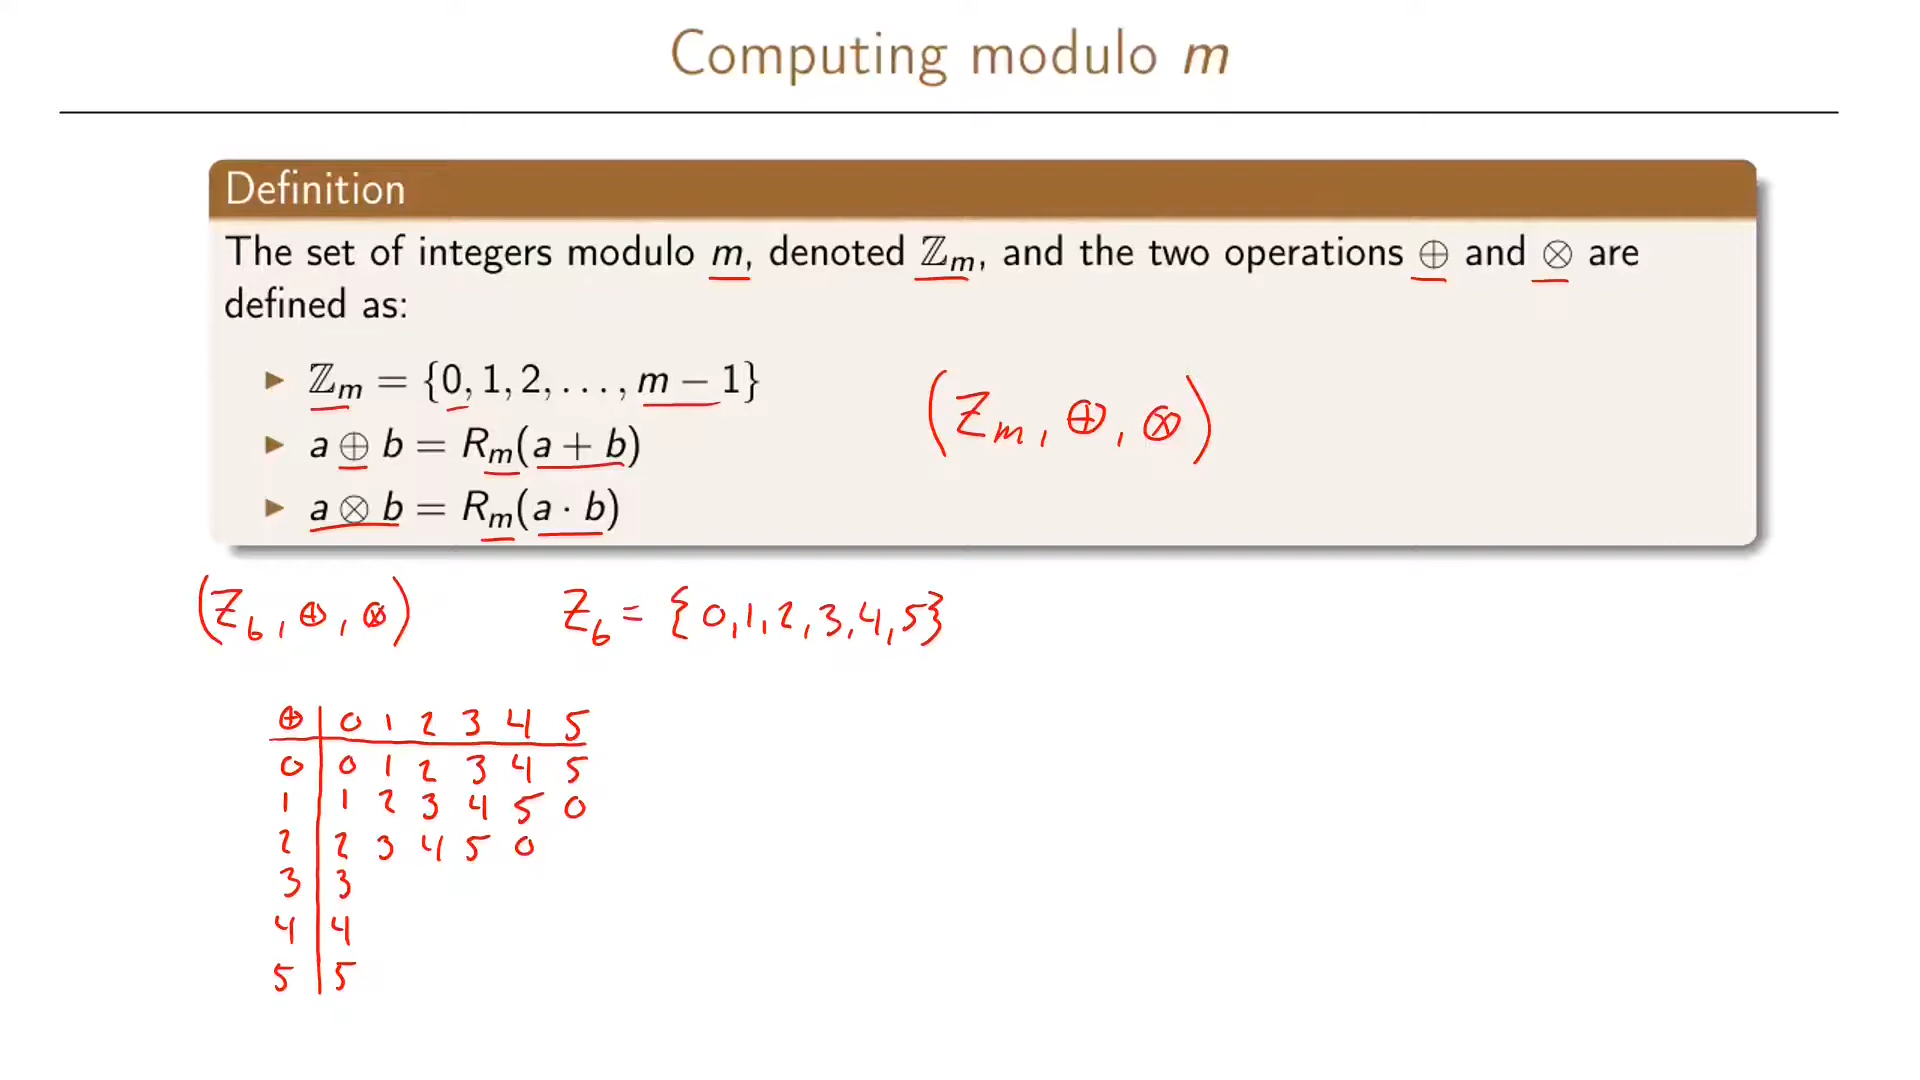 Computing modulo m
Definition
The set of integers modulo m, denoted ℤₘ, and the two operations ⊕ and ⊗ are
defined as:
▶ ℤₘ = {0, 1, 2, . . . , m − 1}
▶ a ⊕ b = Rₘ(a + b)
▶ a ⊗ b = Rₘ(a · b)
(ℤₘ, ⊕, ⊗)
(ℤ₆, ⊕, ⊗)
ℤ₆ = {0,1,2,3,4,5}
⊕ | 0 1 2 3 4 5
0 | 0 1 2 3 4 5
1 | 1 2 3 4 5 0
2 | 2 3 4 5 0
3 | 3
4 | 4
5 | 5